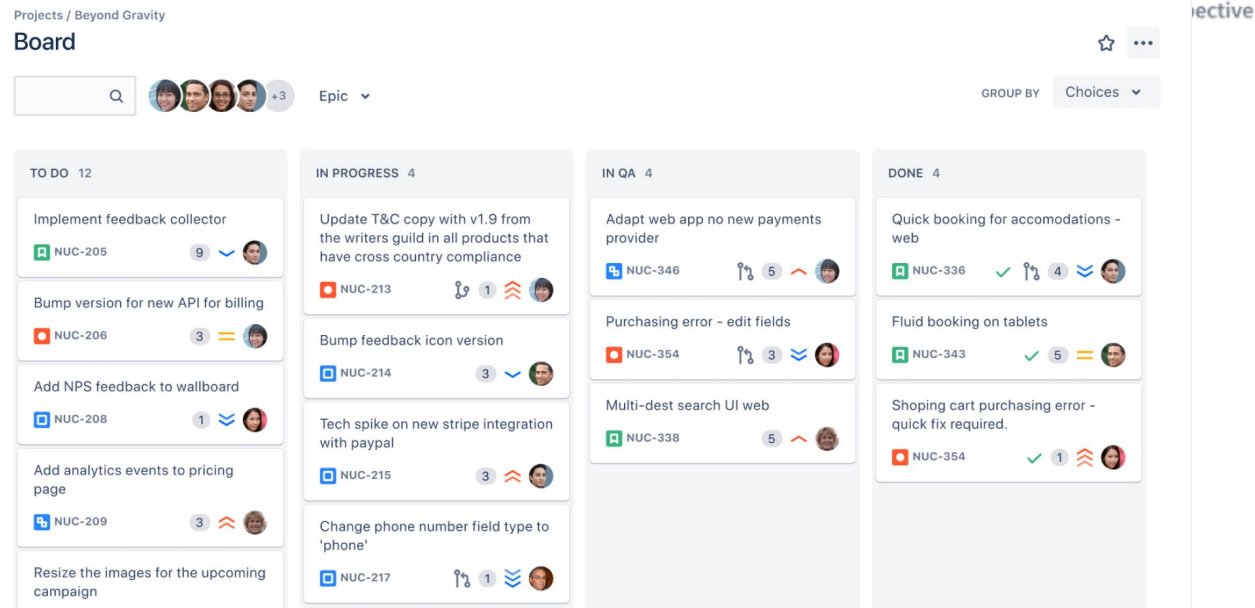 Projects / Beyond Gravity
Board
+3
Epic
GROUP BY
Choices
TO DO 12
Implement feedback collector
NUC-205
9
Bump version for new API for billing
NUC-206
3
Add NPS feedback to wallboard
NUC-208
1
Add analytics events to pricing
page
NUC-209
3
Resize the images for the upcoming
campaign
IN PROGRESS 4
Update T&C copy with v1.9 from
the writers guild in all products that
have cross country compliance
NUC-213
1
Bump feedback icon version
NUC-214
3
Tech spike on new stripe integration
with paypal
NUC-215
3
Change phone number field type to
'phone'
NUC-217
1
IN QA 4
Adapt web app no new payments
provider
NUC-346
5
Purchasing error - edit fields
NUC-354
3
Multi-dest search UI web
NUC-338
5
DONE 4
Quick booking for accomodations -
web
NUC-336
4
Fluid booking on tablets
NUC-343
5
Shoping cart purchasing error -
quick fix required.
NUC-354
1